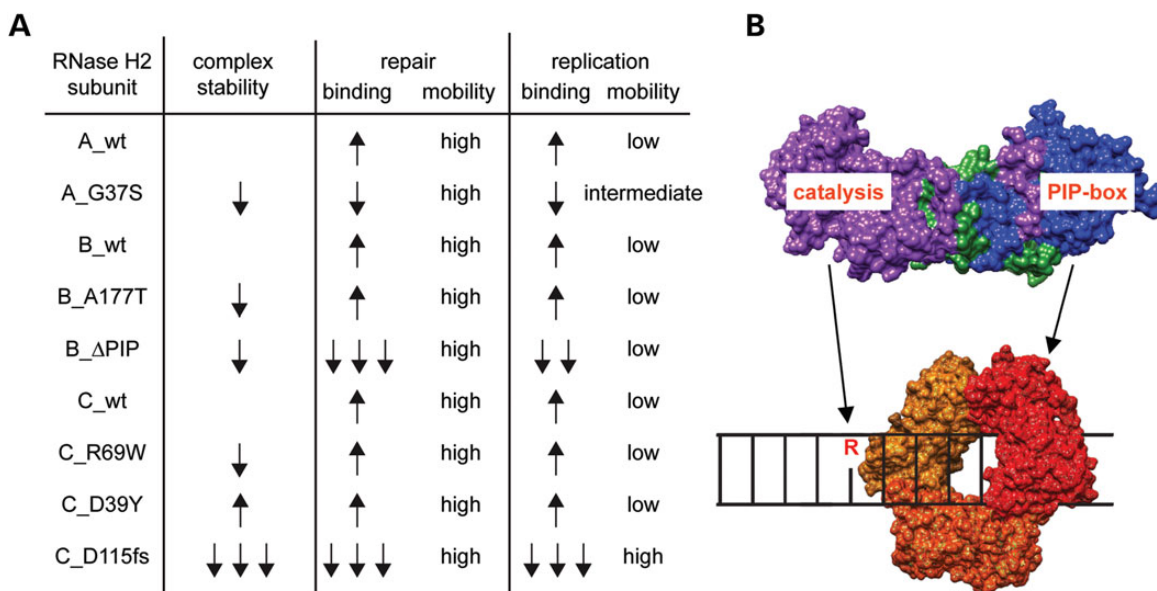 A
RNase H2 subunit complex stability repair replication
binding mobility binding mobility
A_wt ↑ high ↑ low
A_G37S ↓ ↓ high ↓ intermediate
B_wt ↑ high ↑ low
B_A177T ↓ ↑ high ↑ low
B_ΔPIP ↓ ↓↓↓ high ↓↓ low
C_wt ↑ high ↑ low
C_R69W ↓ ↑ high ↑ low
C_D39Y ↑ ↑ high ↑ low
C_D115fs ↓↓↓ ↓↓↓ high ↓↓↓ high
B
catalysis PIP-box
R